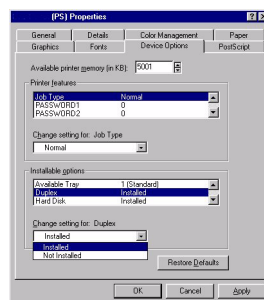 (PS) Properties
General Details Color Management Paper
Graphics Fonts Device Options PostScript
Available printer memory (in KB): 5001
Printer features
Job Type Normal
PASSWORD1 0
PASSWORD2 0
Change setting for: Job Type
Normal
Installable options
Available Tray 1 (Standard)
Duplex Installed
Hard Disk Installed
Change setting for: Duplex
Installed
Installed
Not Installed
Restore Defaults
OK Cancel Apply